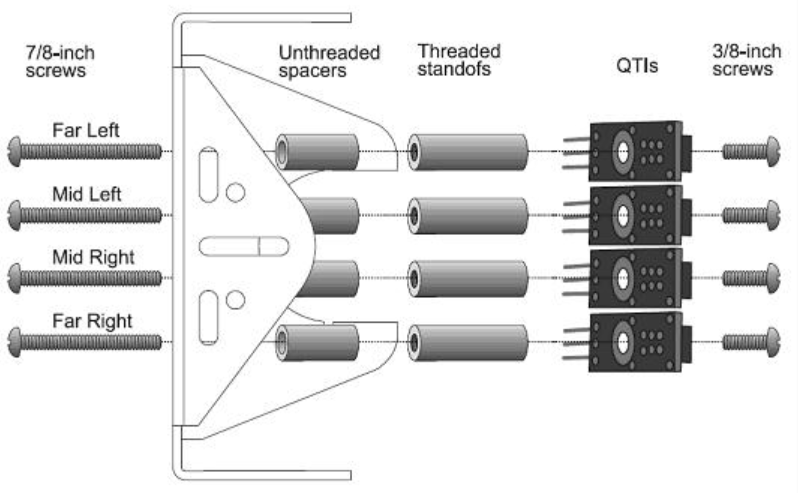 7/8-inch
screws
Unthreaded
spacers
Threaded
standofs
QTIs
3/8-inch
screws
Far Left
Mid Left
Mid Right
Far Right